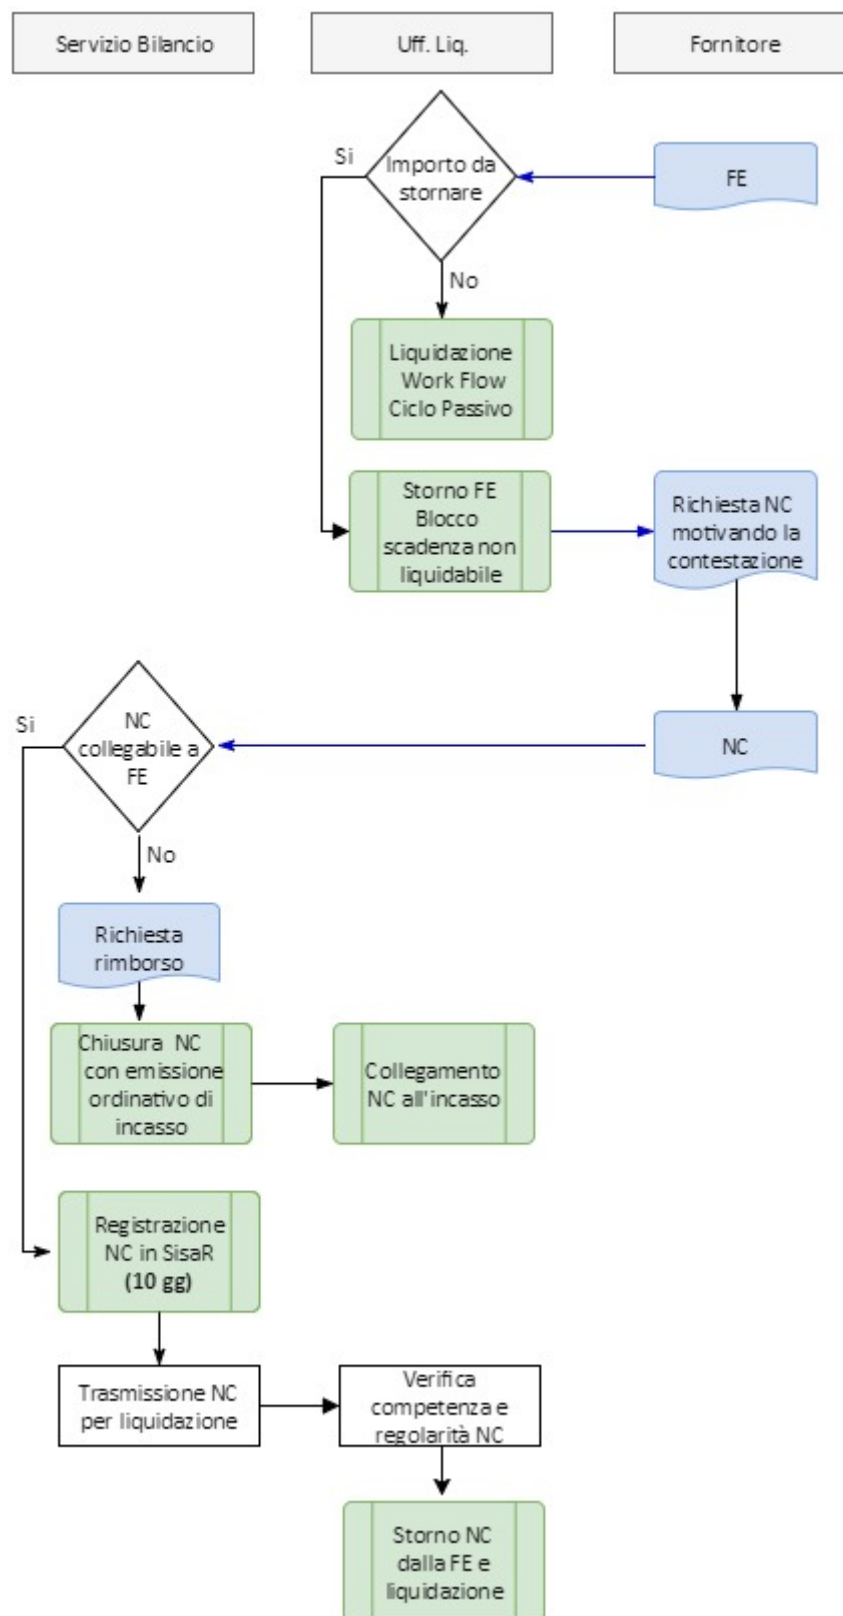 Servizio Bilancio
Uff. Liq.
Fornitore
Si
Importo da
stornare
FE
No
Liquidazione
Work Flow
Ciclo Passivo
Storno FE
Blocco
scadenza non
liquidabile
Richiesta NC
motivando la
contestazione
Si
NC
collegabile a
FE
NC
No
Richiesta
rimborso
Chiusura NC
con emissione
ordinativo di
incasso
Collegamento
NC all'incasso
Registrazione
NC in SisaR
(10 gg)
Trasmissione NC
per liquidazione
Verifica
competenza e
regolarità NC
Storno NC
dalla FE e
liquidazione